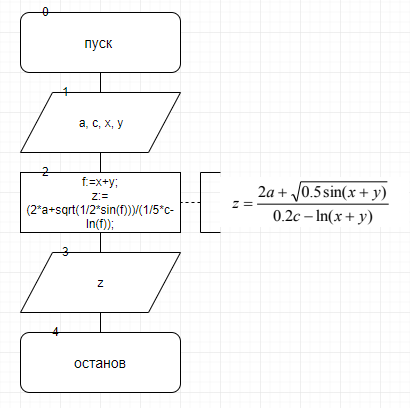 0
пуск
1
a, c, x, y
2
f:=x+y;
z:=
(2*a+sqrt(1/2*sin(f)))/(1/5*c-
ln(f));
z = (2a + √(0.5 sin(x + y))) / (0.2c − ln(x + y))
3
z
4
останов